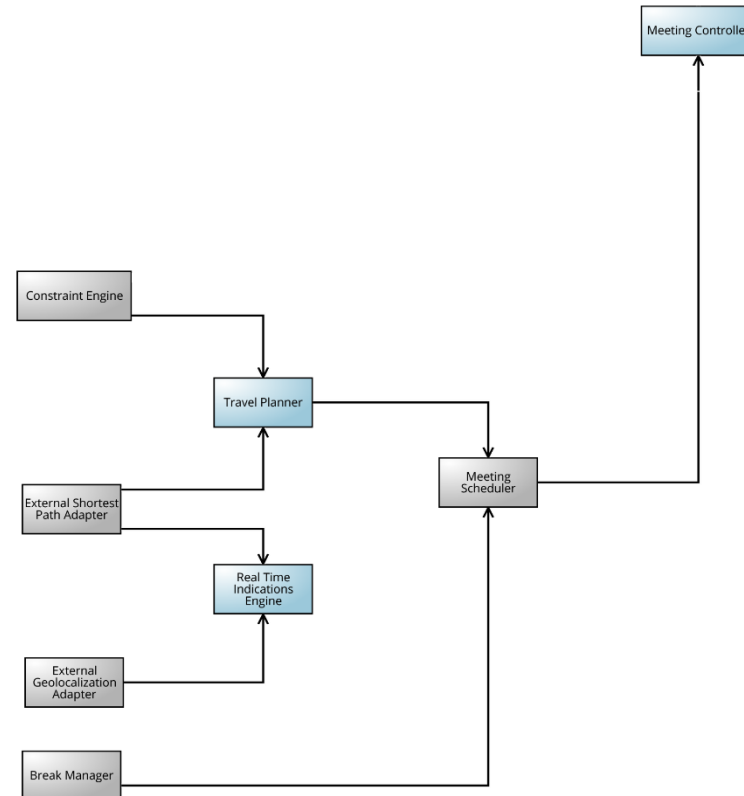 Meeting Controlle
Constraint Engine
Travel Planner
Meeting
Scheduler
External Shortest
Path Adapter
Real Time
Indications
Engine
External
Geolocalization
Adapter
Break Manager